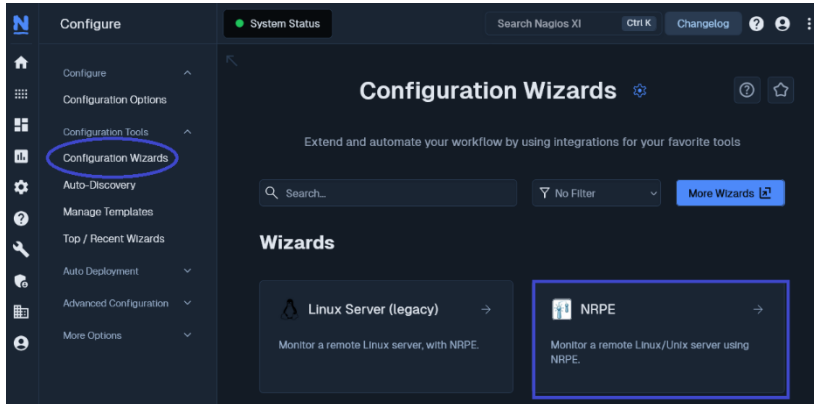 N
Configure
System Status
Search Nagios XI
Ctrl K
Changelog
Configure
Configuration Options
Configuration Tools
Configuration Wizards
Auto-Discovery
Manage Templates
Top / Recent Wizards
Auto Deployment
Advanced Configuration
More Options
Configuration Wizards
Extend and automate your workflow by using integrations for your favorite tools
Search...
No Filter
More Wizards
Wizards
Linux Server (legacy)
Monitor a remote Linux server, with NRPE.
NRPE
Monitor a remote Linux/Unix server using
NRPE.